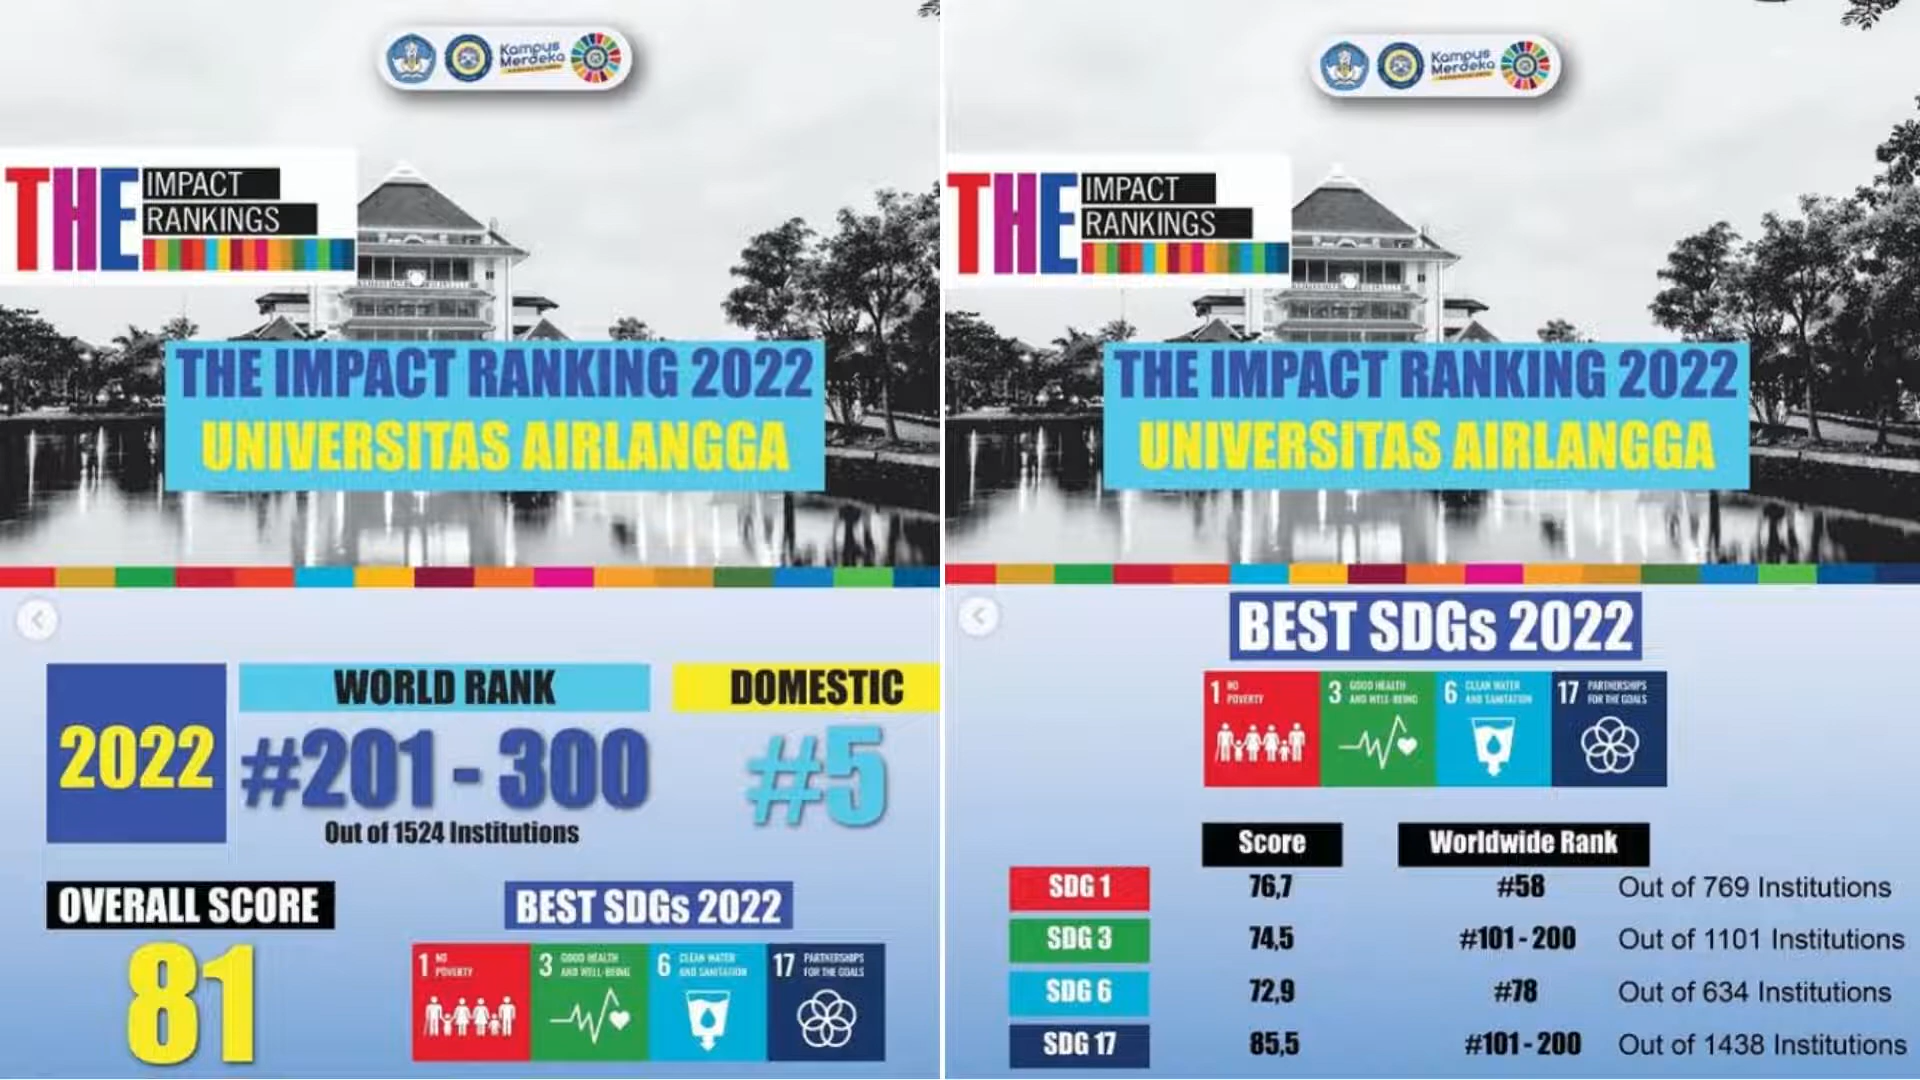 Kampus
Merdeka
THE
IMPACT
RANKINGS
THE IMPACT RANKING 2022
UNIVERSITAS AIRLANGGA
2022
WORLD RANK
#201 - 300
Out of 1524 Institutions
DOMESTIC
#5
OVERALL SCORE
81
BEST SDGs 2022
1 NO POVERTY
3 GOOD HEALTH AND WELL-BEING
6 CLEAN WATER AND SANITATION
17 PARTNERSHIPS FOR THE GOALS
Kampus
Merdeka
THE
IMPACT
RANKINGS
THE IMPACT RANKING 2022
UNIVERSITAS AIRLANGGA
BEST SDGs 2022
1 NO POVERTY
3 GOOD HEALTH AND WELL-BEING
6 CLEAN WATER AND SANITATION
17 PARTNERSHIPS FOR THE GOALS
Score Worldwide Rank
SDG 1 76,7 #58 Out of 769 Institutions
SDG 3 74,5 #101 - 200 Out of 1101 Institutions
SDG 6 72,9 #78 Out of 634 Institutions
SDG 17 85,5 #101 - 200 Out of 1438 Institutions